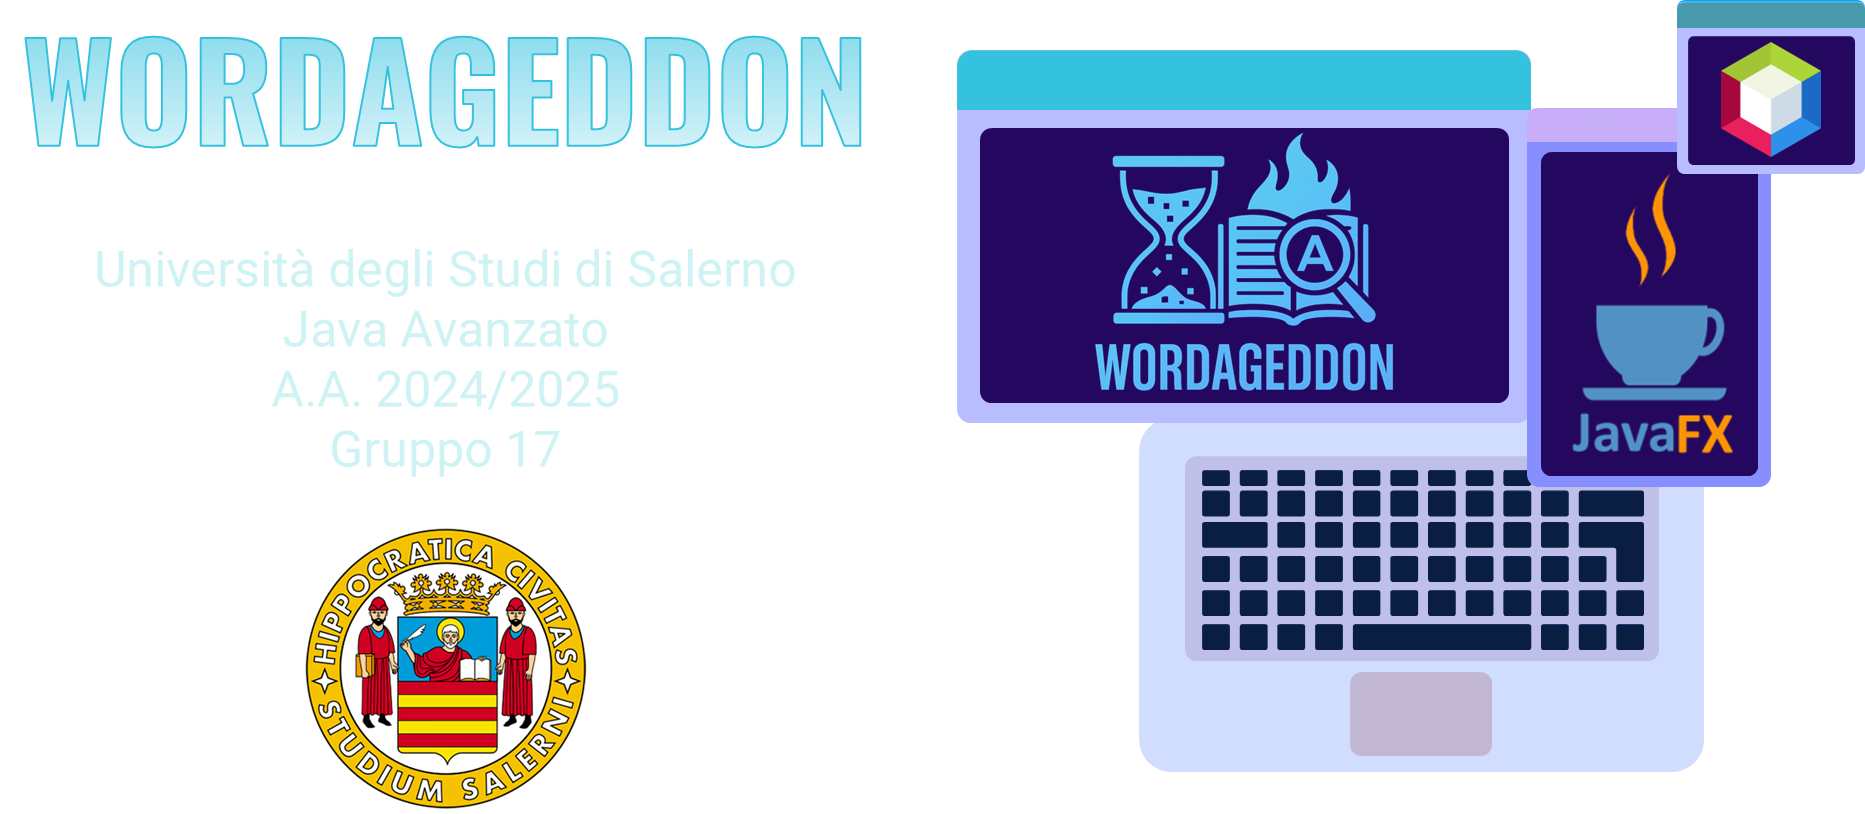 WORDAGEDDON
Università degli Studi di Salerno
Java Avanzato
A.A. 2024/2025
Gruppo 17
HIPPOCRATICA CIVITAS
STUDIUM SALERNI
A
WORDAGEDDON
JavaFX